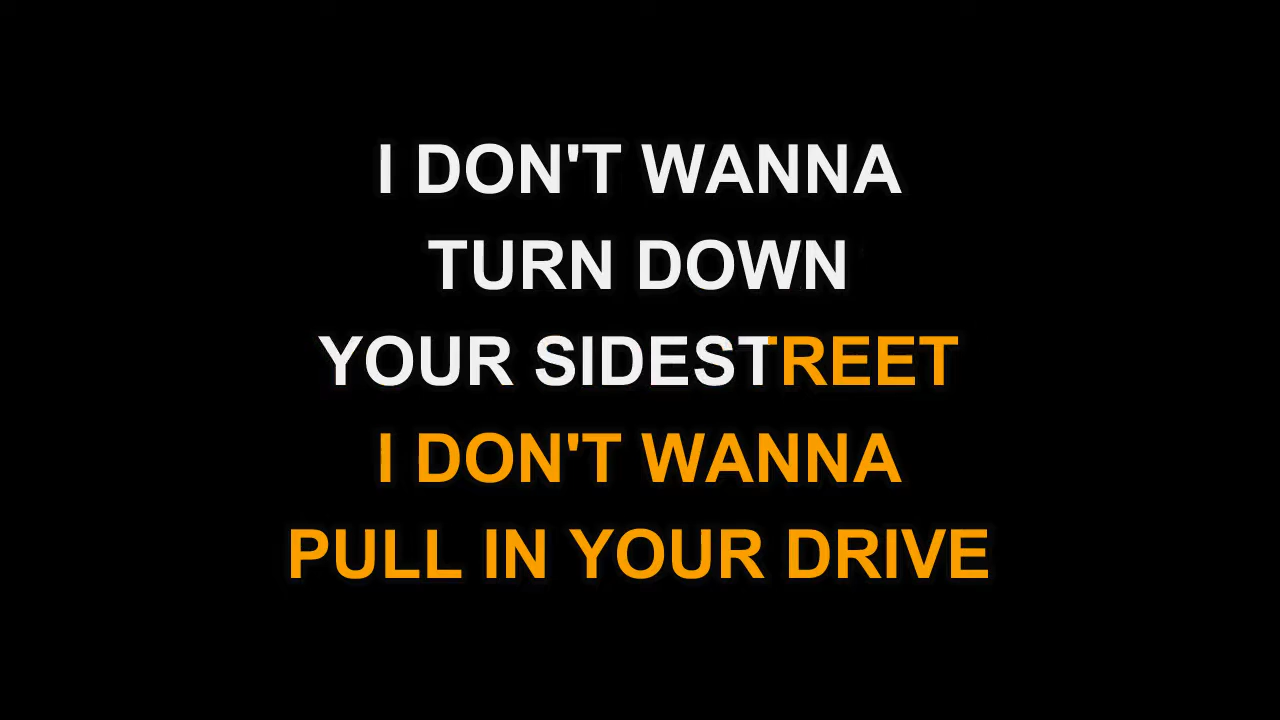 I DON'T WANNA
TURN DOWN
YOUR SIDESTREET
I DON'T WANNA
PULL IN YOUR DRIVE